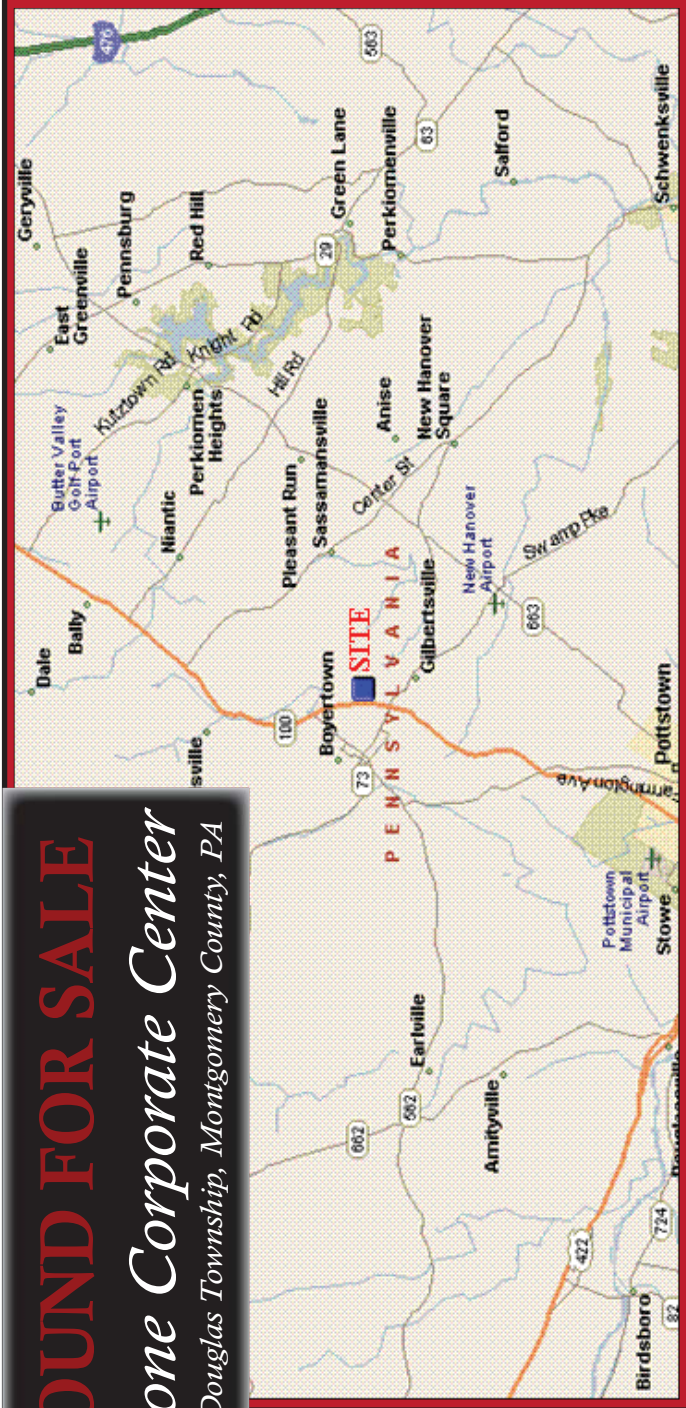 OUND FOR SALE
one Corporate Center
Douglas Township, Montgomery County, PA
476
Geryville
East
Greenville
Pennsburg
Red Hill
Dale
Bally
Butter Valley
Golf Port
Airport
Kutztown Rd
Knight Rd
Niantic
Perkiomen
Heights
Hill Rd
sville
100
Pleasant Run
Sassamansville
29
Green Lane
563
63
Perkiomenville
Boyertown
SITE
73
PENNSYLVANIA
Center St
Anise
New Hanover
Square
Gilbertsville
662
562
Earlville
Amityville
New Hanover
Airport
Swamp Pke
663
Salford
Schwenksville
422
Birdsboro
724
82
Pottstown
Municipal
Airport
Stowe
armington Ave
Pottstown